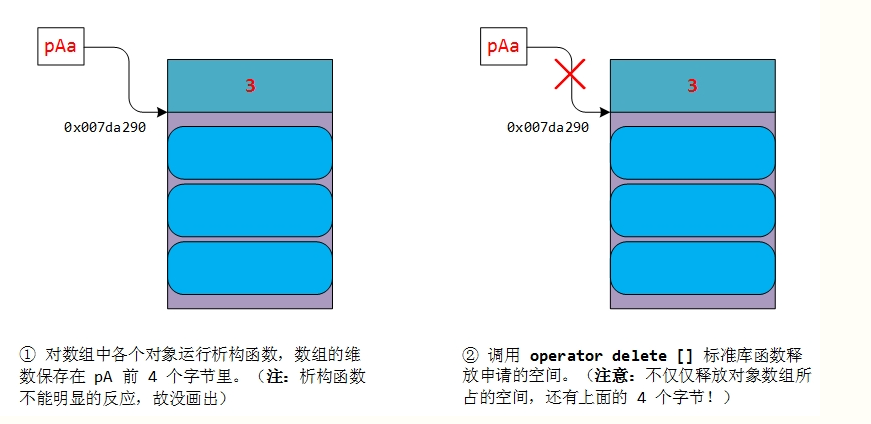 pAa
3
0x007da290
① 对数组中各个对象运行析构函数，数组的维
数保存在 pA 前 4 个字节里。（注：析构函数
不能明显的反应，故没画出）
pAa
3
0x007da290
② 调用 operator delete [] 标准库函数释
放申请的空间。（注意：不仅仅释放对象数组所
占的空间，还有上面的 4 个字节！）